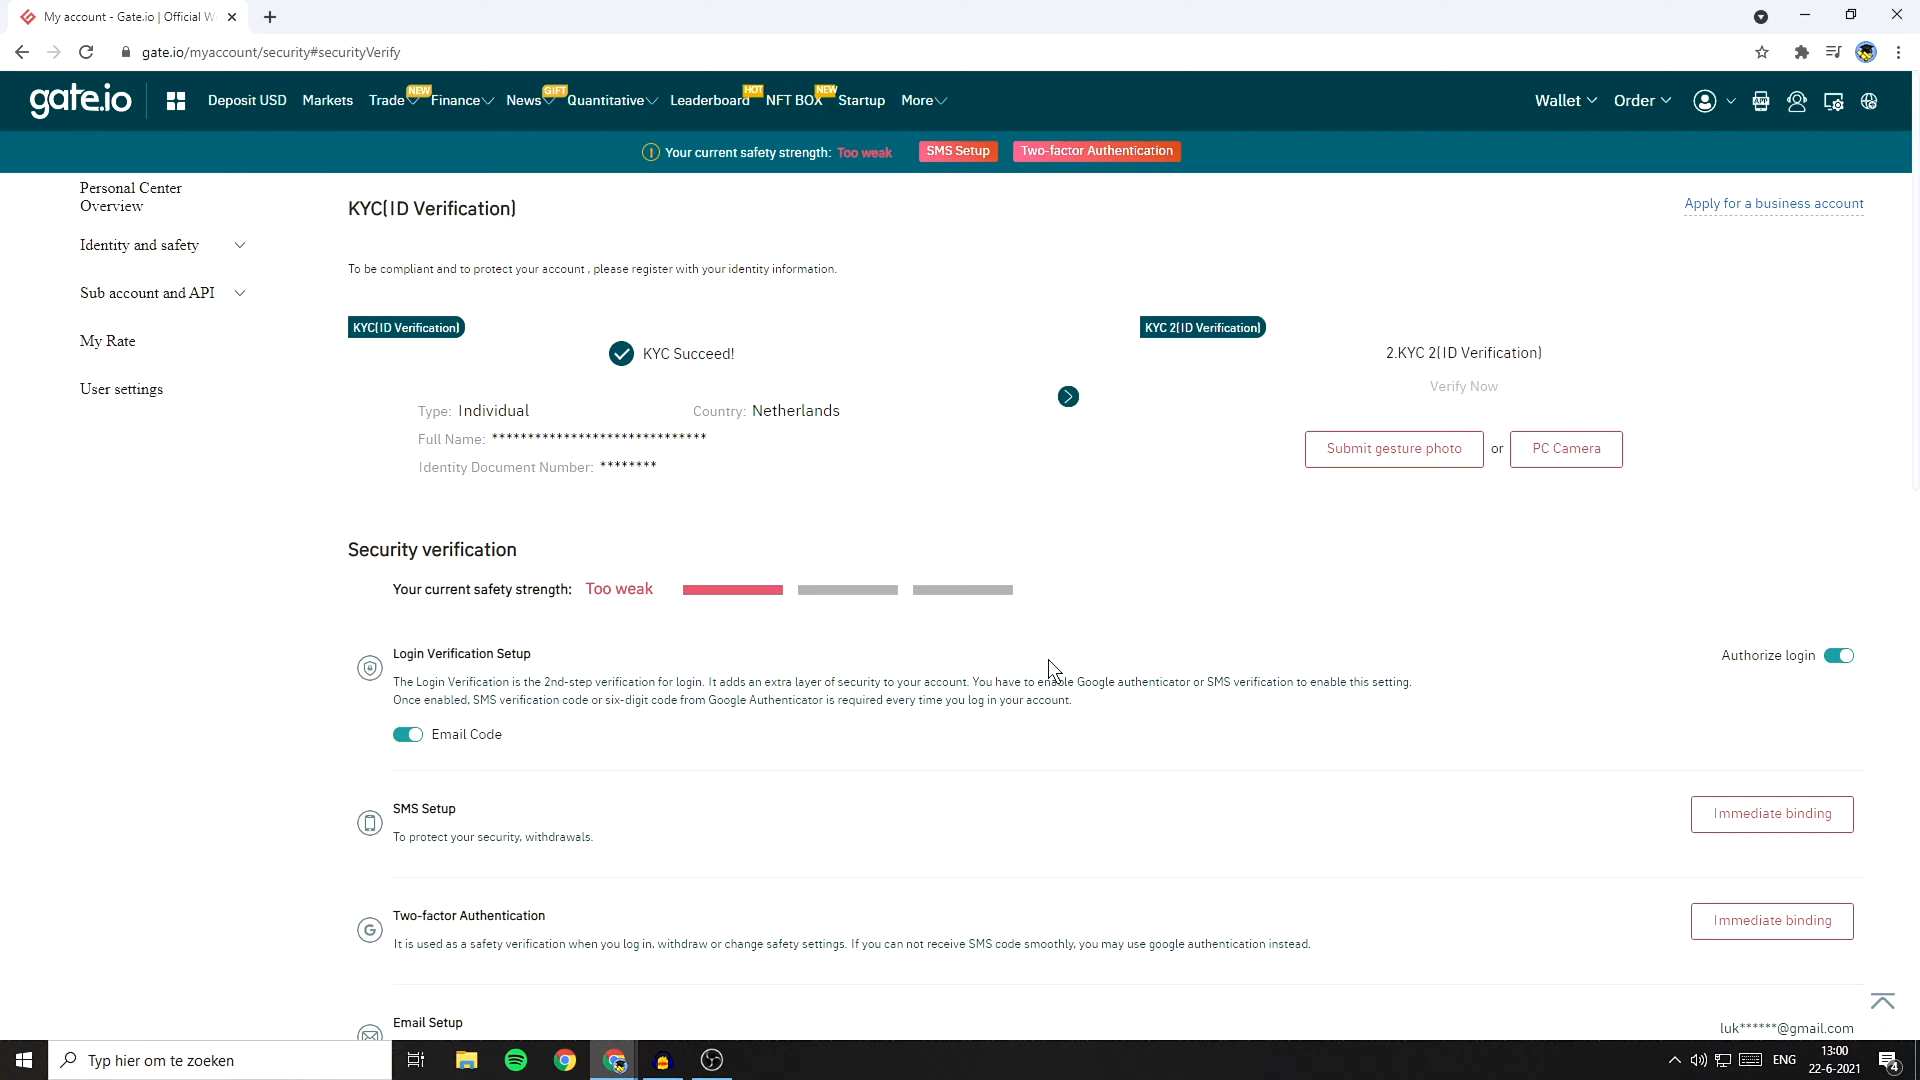 My account - Gate.io | Official W
gate.io/myaccount/security#securityVerify
gate.io
Deposit USD
Markets
Trade
NEW
Finance
News
GIFT
Quantitative
Leaderboard
HOT
NFT BOX
NEW
Startup
More
Wallet
Order
APP
Your current safety strength: Too weak
SMS Setup
Two-factor Authentication
Personal Center
Overview
Identity and safety
Sub account and API
My Rate
User settings
KYC(ID Verification)
Apply for a business account
To be compliant and to protect your account , please register with your identity information.
KYC(ID Verification)
KYC Succeed!
Type: Individual
Country: Netherlands
Full Name: ******************************
Identity Document Number: ********
KYC 2(ID Verification)
2.KYC 2(ID Verification)
Verify Now
Submit gesture photo
or
PC Camera
Security verification
Your current safety strength: Too weak
Login Verification Setup
Authorize login
The Login Verification is the 2nd-step verification for login. It adds an extra layer of security to your account. You have to enable Google authenticator or SMS verification to enable this setting.
Once enabled, SMS verification code or six-digit code from Google Authenticator is required every time you log in your account.
Email Code
SMS Setup
To protect your security, withdrawals.
Immediate binding
Two-factor Authentication
G
It is used as a safety verification when you log in, withdraw or change safety settings. If you can not receive SMS code smoothly, you may use google authentication instead.
Immediate binding
Email Setup
luk******@gmail.com
Typ hier om te zoeken
ENG
13:00
22-6-2021
4